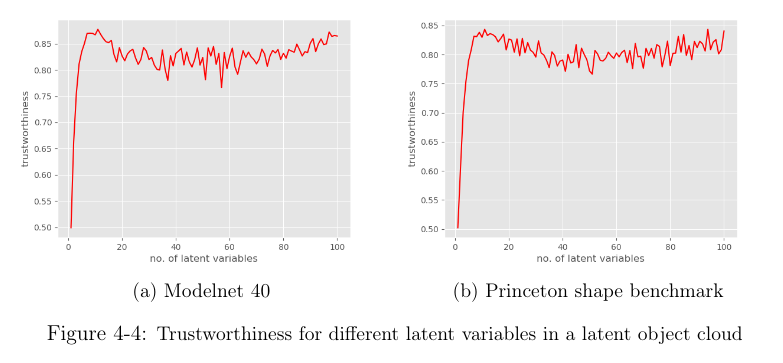 0.85
0.80
0.75
0.70
0.65
0.60
0.55
0.50
trustworthiness
0 20 40 60 80 100
no. of latent variables
(a) Modelnet 40
0.85
0.80
0.75
0.70
0.65
0.60
0.55
0.50
trustworthiness
0 20 40 60 80 100
no. of latent variables
(b) Princeton shape benchmark
Figure 4-4: Trustworthiness for different latent variables in a latent object cloud